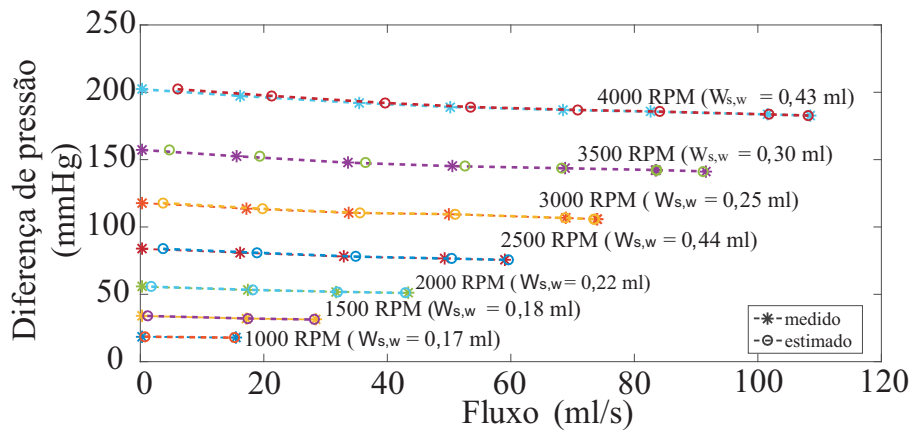 Diferença de pressão
(mmHg)
250
200
150
100
50
0
4000 RPM (Ws,w = 0,43 ml)
3500 RPM (Ws,w = 0,30 ml)
3000 RPM ( Ws,w = 0,25 ml)
2500 RPM ( Ws,w = 0,44 ml)
2000 RPM ( Ws,w = 0,22 ml)
1500 RPM ( Ws,w = 0,18 ml)
1000 RPM ( Ws,w = 0,17 ml)
medido
estimado
0 20 40 60 80 100 120
Fluxo (ml/s)